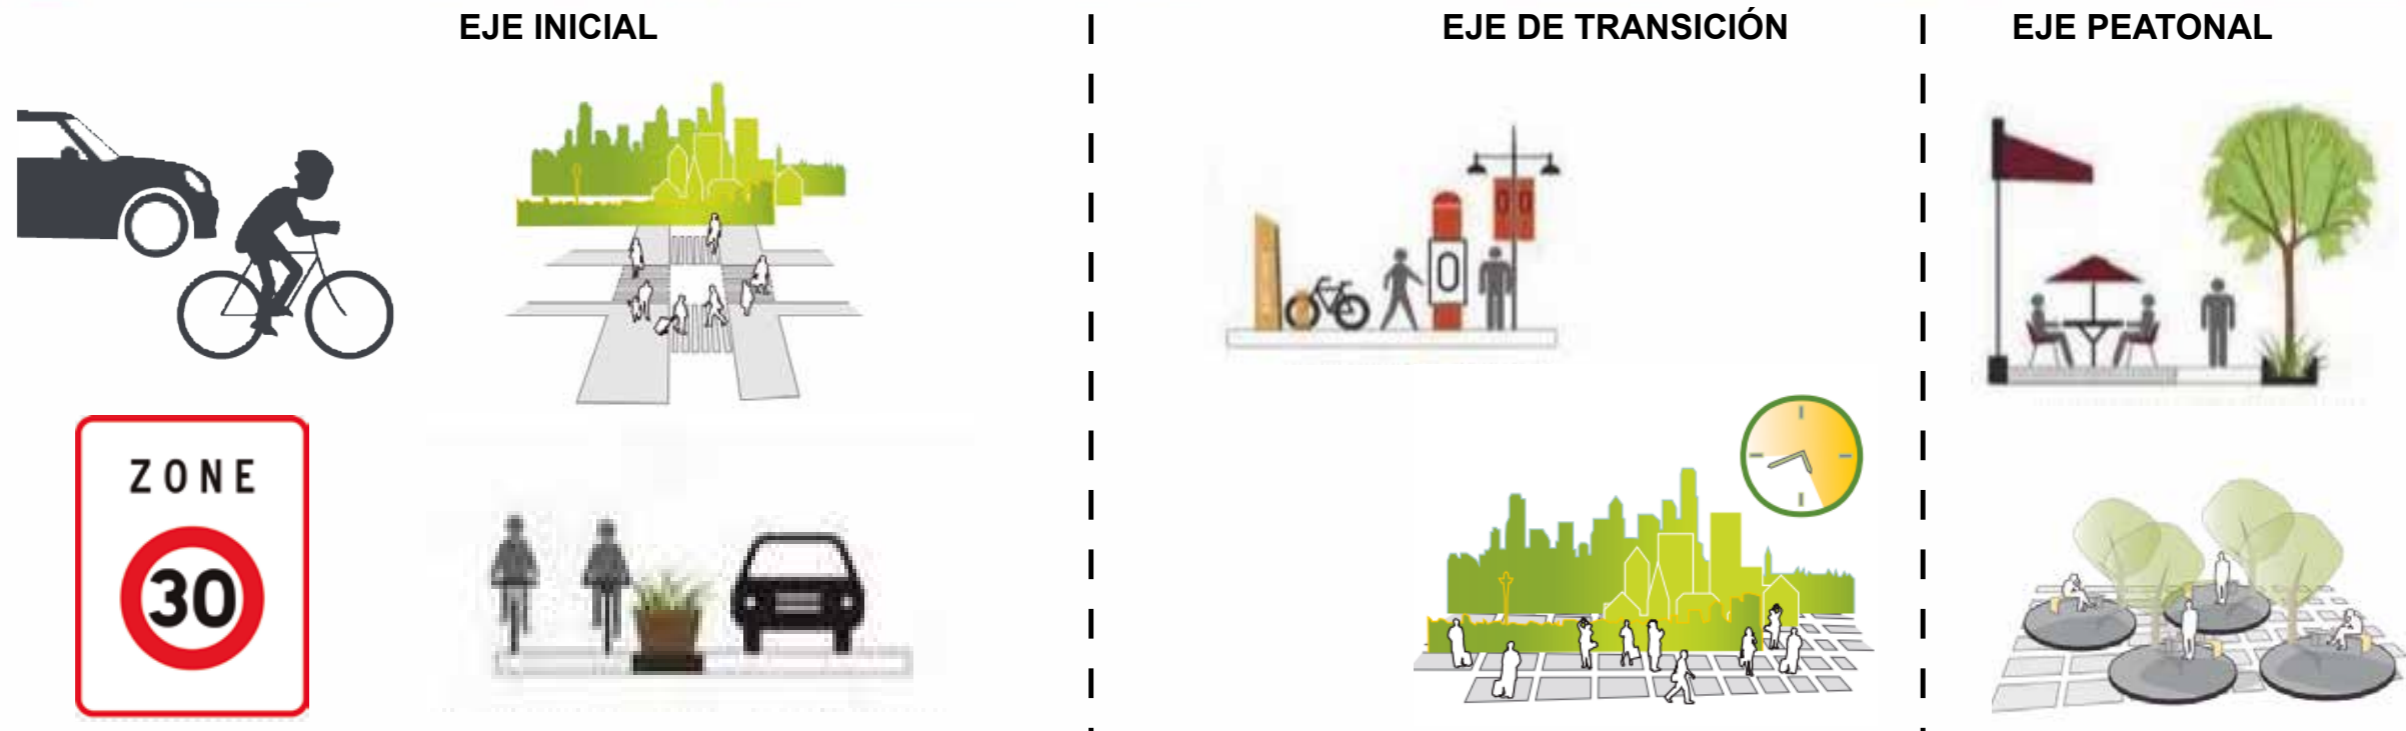 EJE INICIAL
EJE DE TRANSICIÓN
EJE PEATONAL
ZONE
30